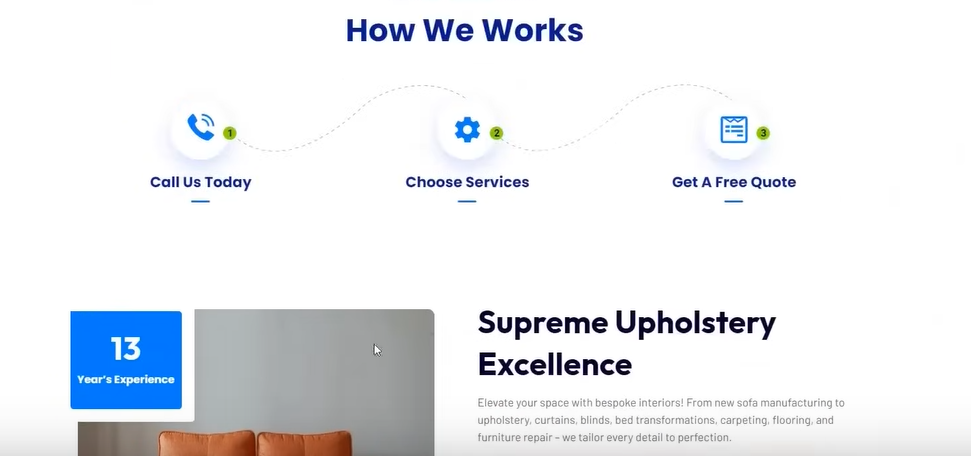 How We Works
1
2
3
Call Us Today
Choose Services
Get A Free Quote
13
Year's Experience
Supreme Upholstery
Excellence
Elevate your space with bespoke interiors! From new sofa manufacturing to
upholstery, curtains, blinds, bed transformations, carpeting, flooring, and
furniture repair – we tailor every detail to perfection.